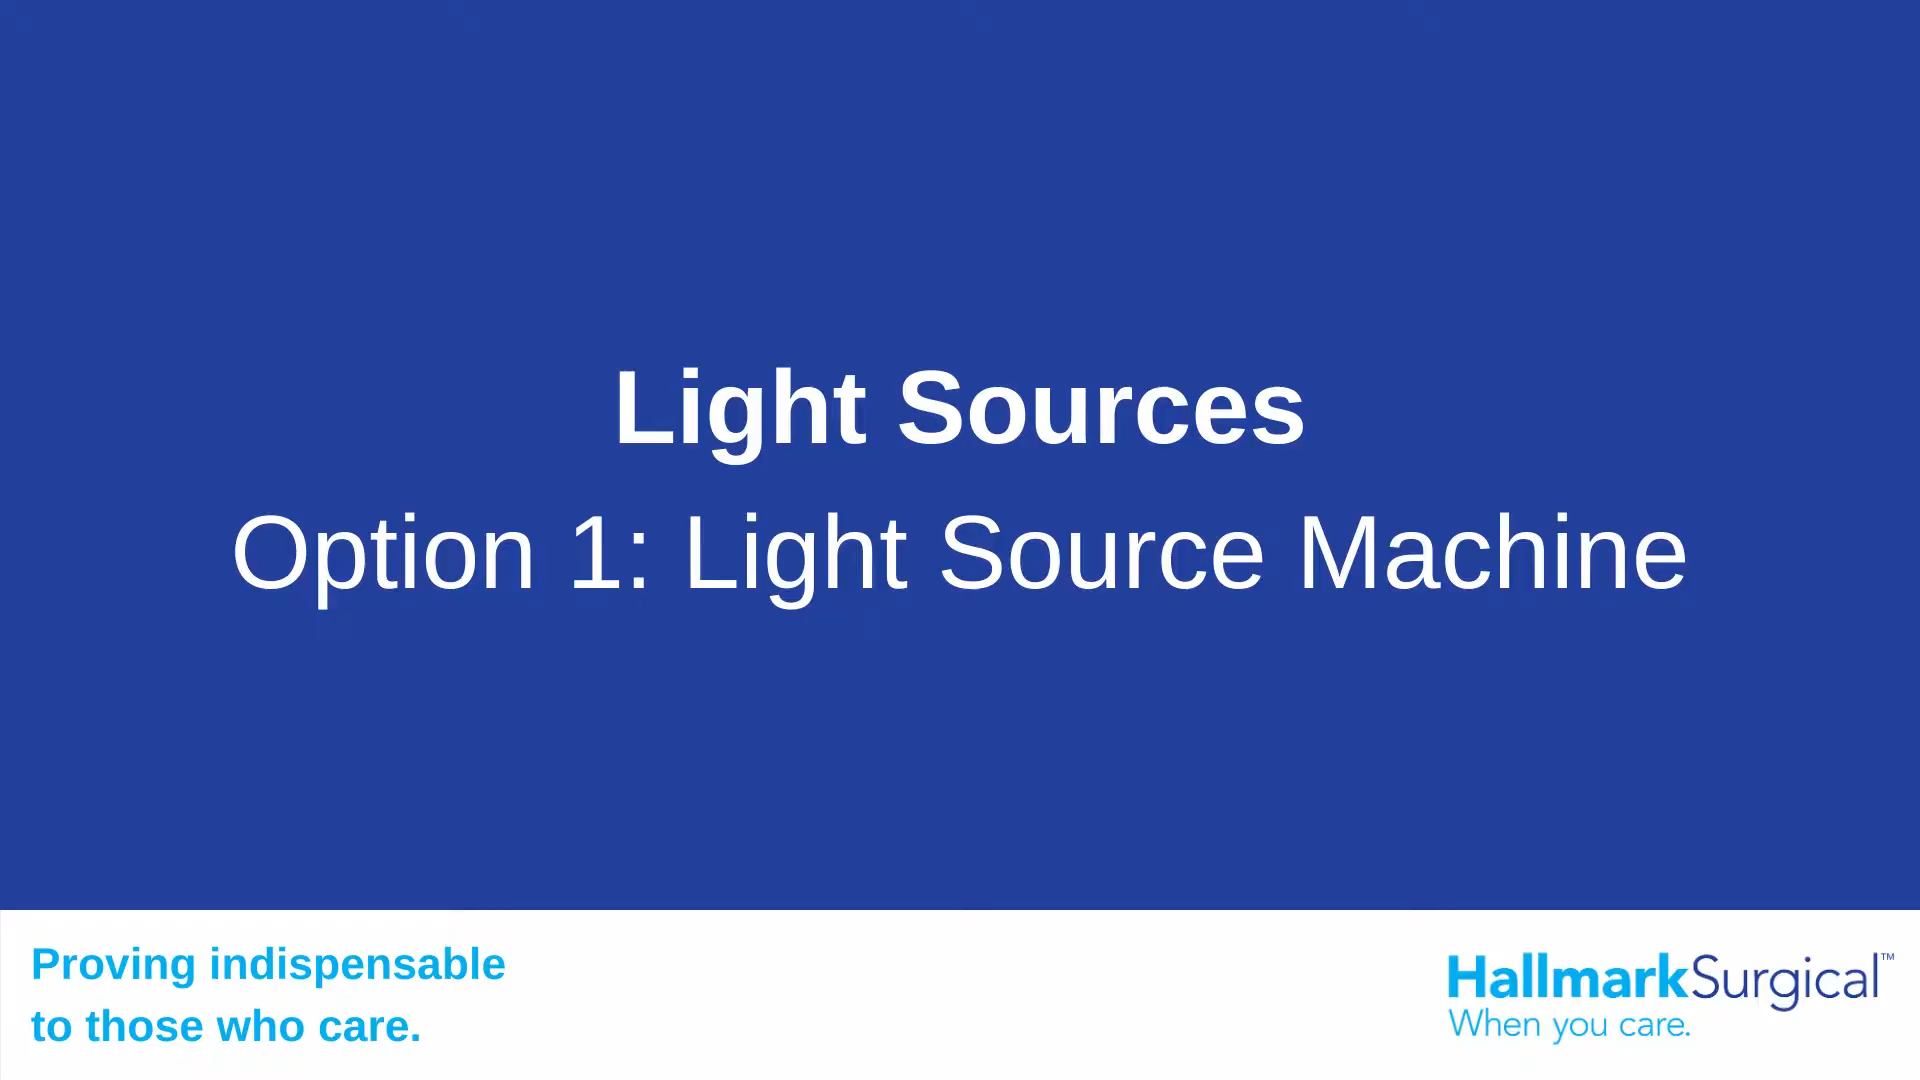 Light Sources
Option 1: Light Source Machine
Proving indispensable
to those who care.
HallmarkSurgical™
When you care.